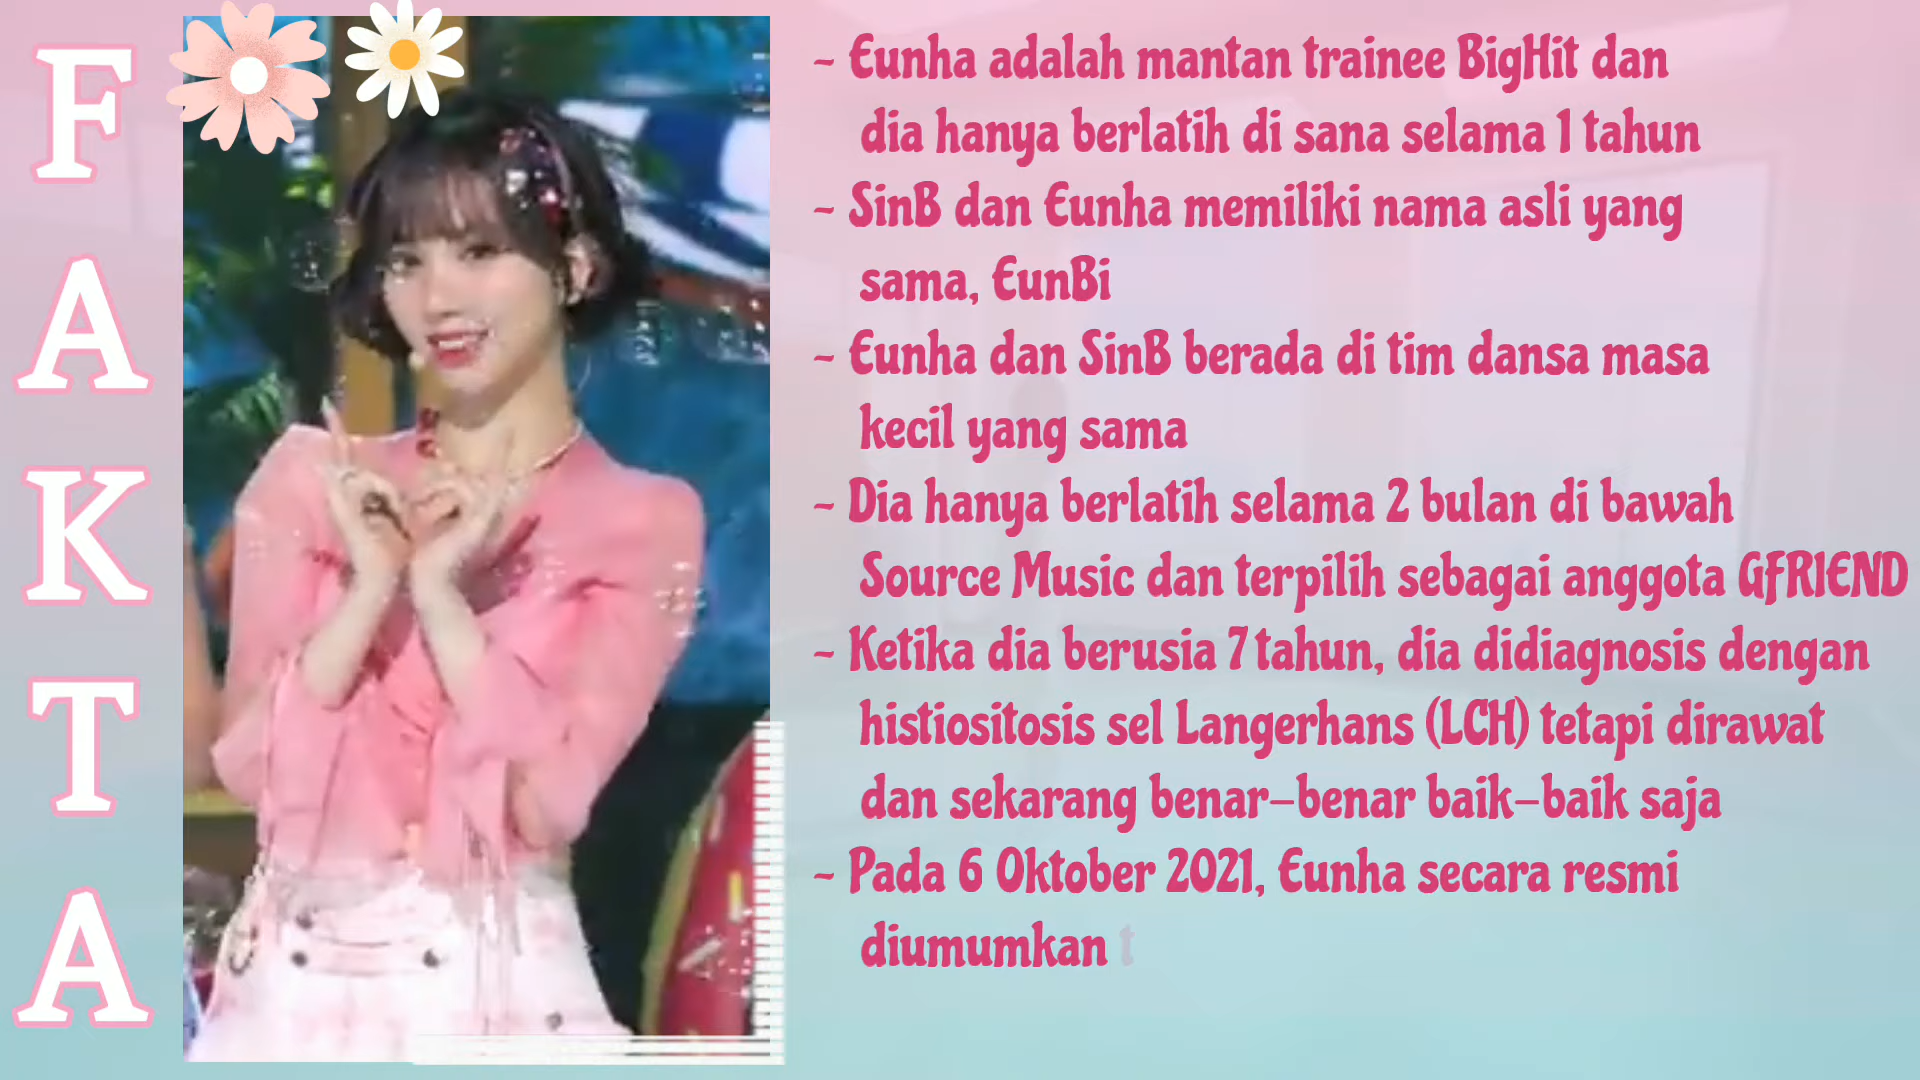 FAKTA
- Eunha adalah mantan trainee BigHit dan
dia hanya berlatih di sana selama 1 tahun
- SinB dan Eunha memiliki nama asli yang
sama, EunBi
- Eunha dan SinB berada di tim dansa masa
kecil yang sama
- Dia hanya berlatih selama 2 bulan di bawah
Source Music dan terpilih sebagai anggota GFRIEND
- Ketika dia berusia 7 tahun, dia didiagnosis dengan
histiositosis sel Langerhans (LCH) tetapi dirawat
dan sekarang benar-benar baik-baik saja
- Pada 6 Oktober 2021, Eunha secara resmi
diumumkan t